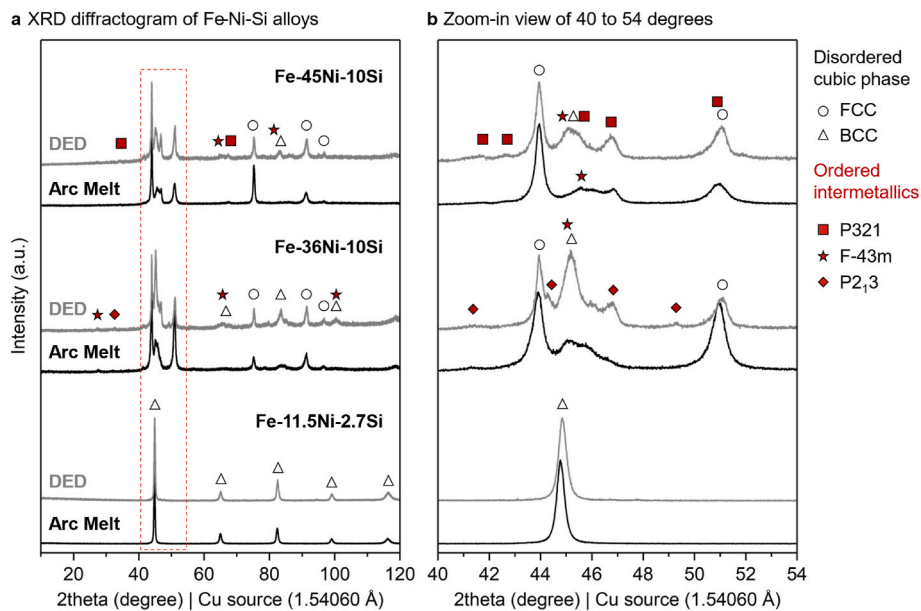 a XRD diffractogram of Fe-Ni-Si alloys
b Zoom-in view of 40 to 54 degrees
Fe-45Ni-10Si
DED
Arc Melt
Fe-36Ni-10Si
DED
Arc Melt
Fe-11.5Ni-2.7Si
DED
Arc Melt
Intensity (a.u.)
20 40 60 80 100 120
2theta (degree) | Cu source (1.54060 Å)
40 42 44 46 48 50 52 54
2theta (degree) | Cu source (1.54060 Å)
Disordered
cubic phase
FCC
BCC
Ordered
intermetallics
P321
F-43m
P2₁3